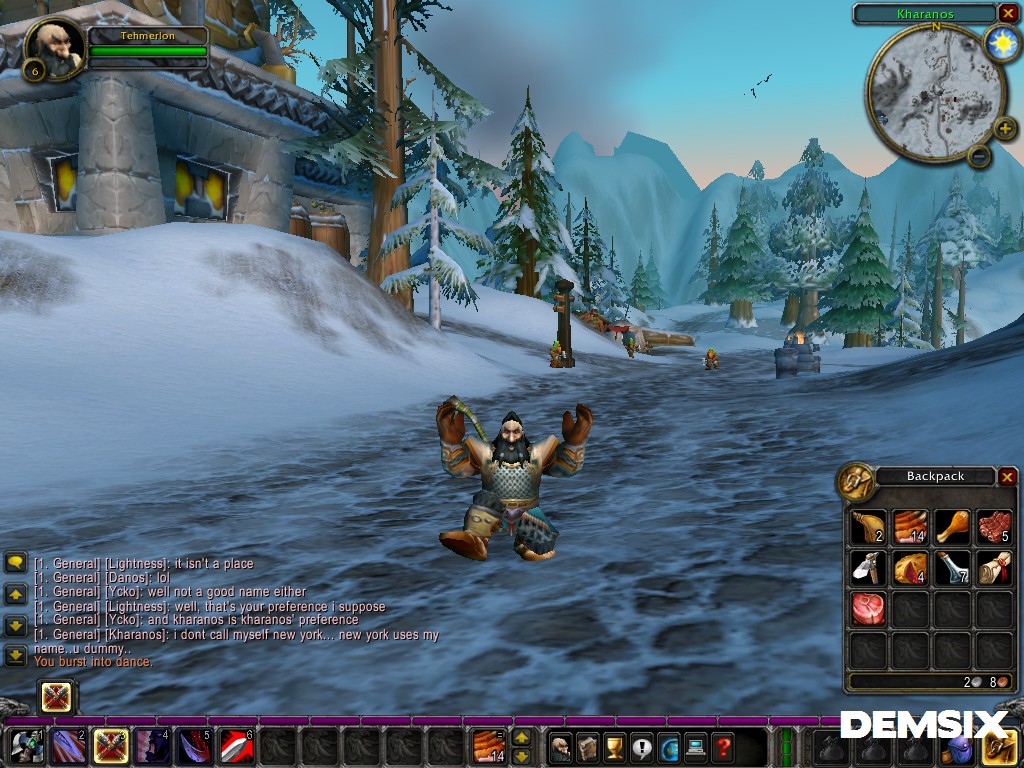 Tehmerlon
6
Kharanos
N
Backpack
2
14
5
4
7
2 8
[1. General] [Lightness]: it isn't a place
[1. General] [Danos]: lol
[1. General] [Ycko]: well not a good name either
[1. General] [Lightness]: well, that's your preference i suppose
[1. General] [Ycko]: and kharanos is kharanos' preference
[1. General] [Kharanos]: i dont call myself new york... new york uses my
name..u dummy..
You burst into dance.
1 2 3 4 5 6 = 14
DEMSIX